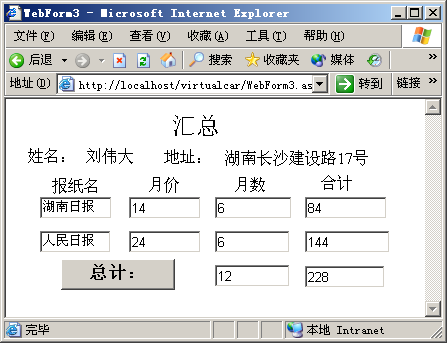 WebForm3 - Microsoft Internet Explorer
文件(F) 编辑(E) 查看(V) 收藏(A) 工具(T) 帮助(H)
后退 搜索 收藏夹 媒体 »
地址(D) http://localhost/virtualcar/WebForm3.as 转到 链接 »
汇总
姓名： 刘伟大 地址： 湖南长沙建设路17号
报纸名 月价 月数 合计
湖南日报 14 6 84
人民日报 24 6 144
总计： 12 228
完毕 本地 Intranet